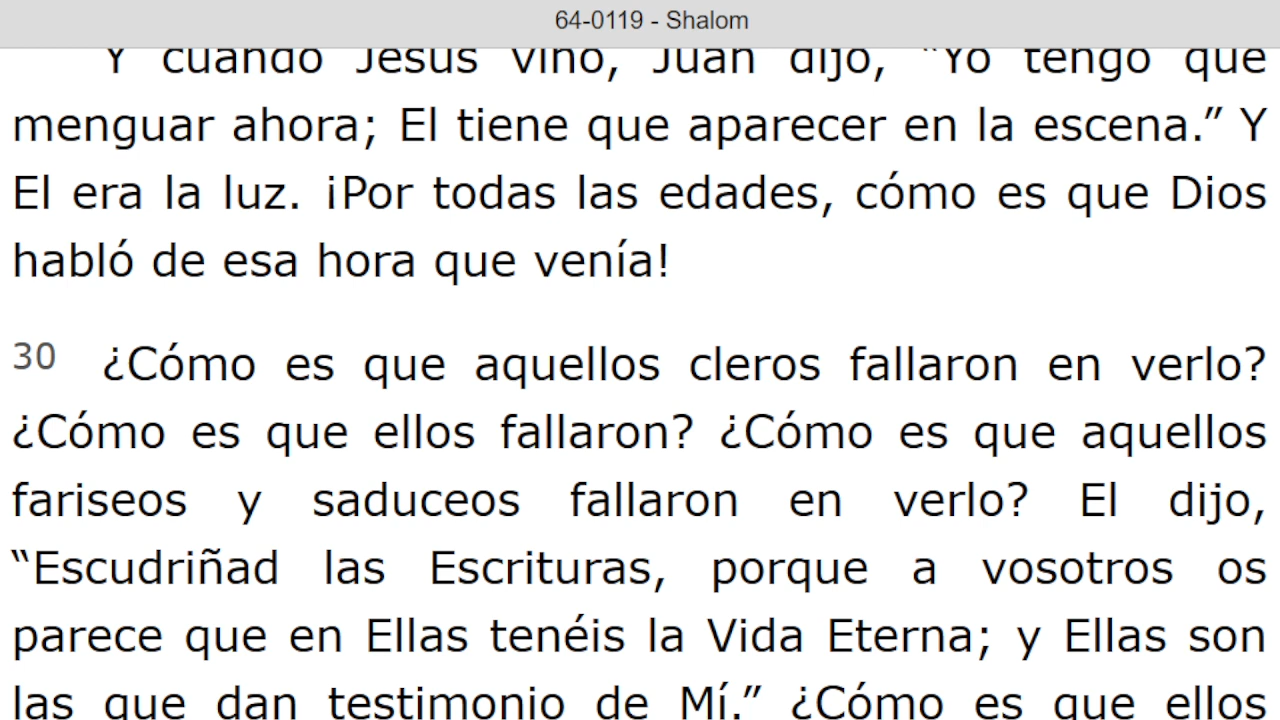 64-0119 - Shalom
Y cuando Jesús vino, Juan dijo, “Yo tengo que
menguar ahora; El tiene que aparecer en la escena.” Y
El era la luz. ¡Por todas las edades, cómo es que Dios
habló de esa hora que venía!
30 ¿Cómo es que aquellos cleros fallaron en verlo?
¿Cómo es que ellos fallaron? ¿Cómo es que aquellos
fariseos y saduceos fallaron en verlo? El dijo,
“Escudriñad las Escrituras, porque a vosotros os
parece que en Ellas tenéis la Vida Eterna; y Ellas son
las que dan testimonio de Mí.” ¿Cómo es que ellos